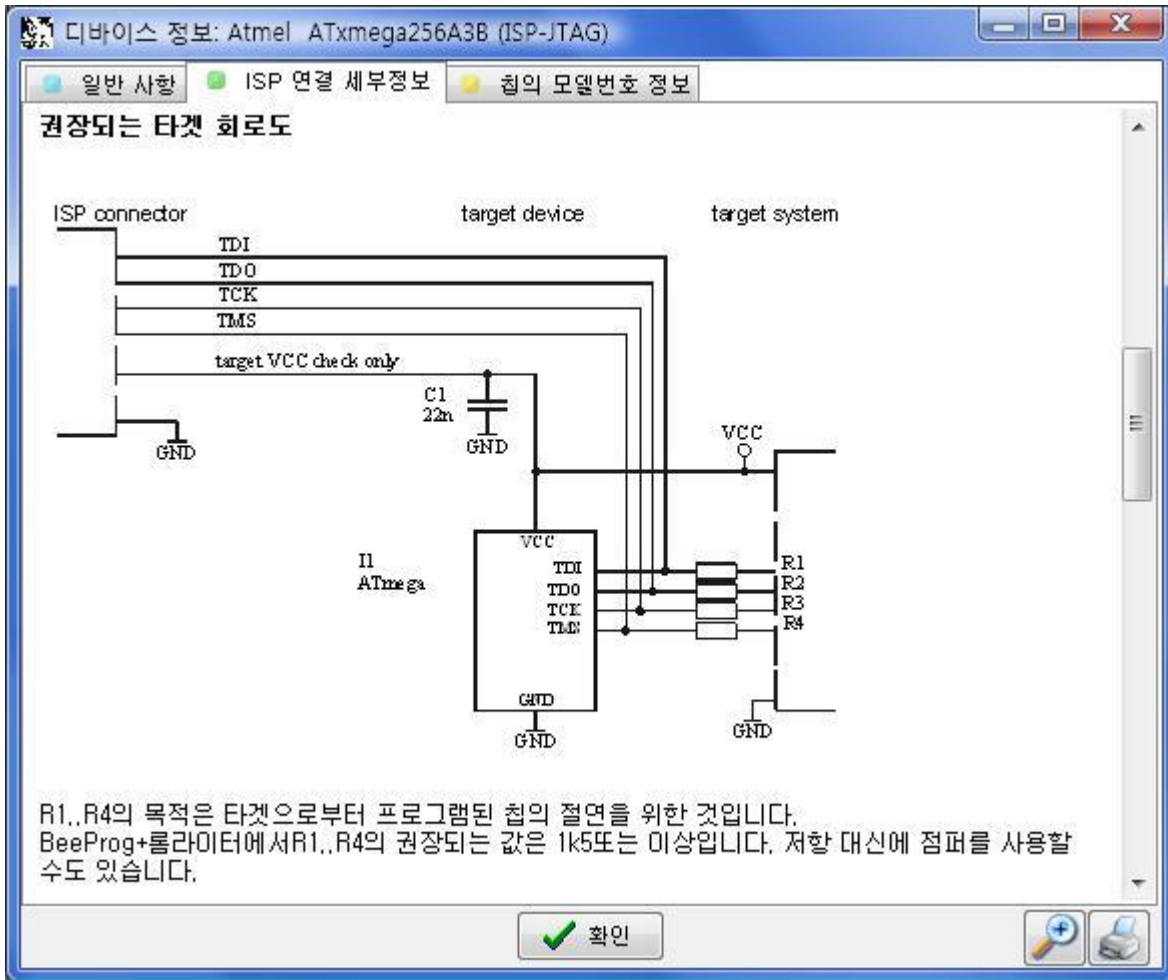 디바이스 정보: Atmel ATxmega256A3B (ISP-JTAG)
일반 사항 ISP 연결 세부정보 칩의 모델번호 정보
권장되는 타겟 회로도
ISP connector target device target system
TDI
TDO
TCK
TMS
target VCC check only
C1
22n
GND
GND
VCC
VCC
I1
ATmega
TDI
TDO
TCK
TMS
R1
R2
R3
R4
GND
GND
GND
R1..R4의 목적은 타겟으로부터 프로그램된 칩의 절연을 위한 것입니다.
BeeProg+롬라이터에서R1..R4의 권장되는 값은 1k5또는 이상입니다. 저항 대신에 점퍼를 사용할
수도 있습니다.
확인